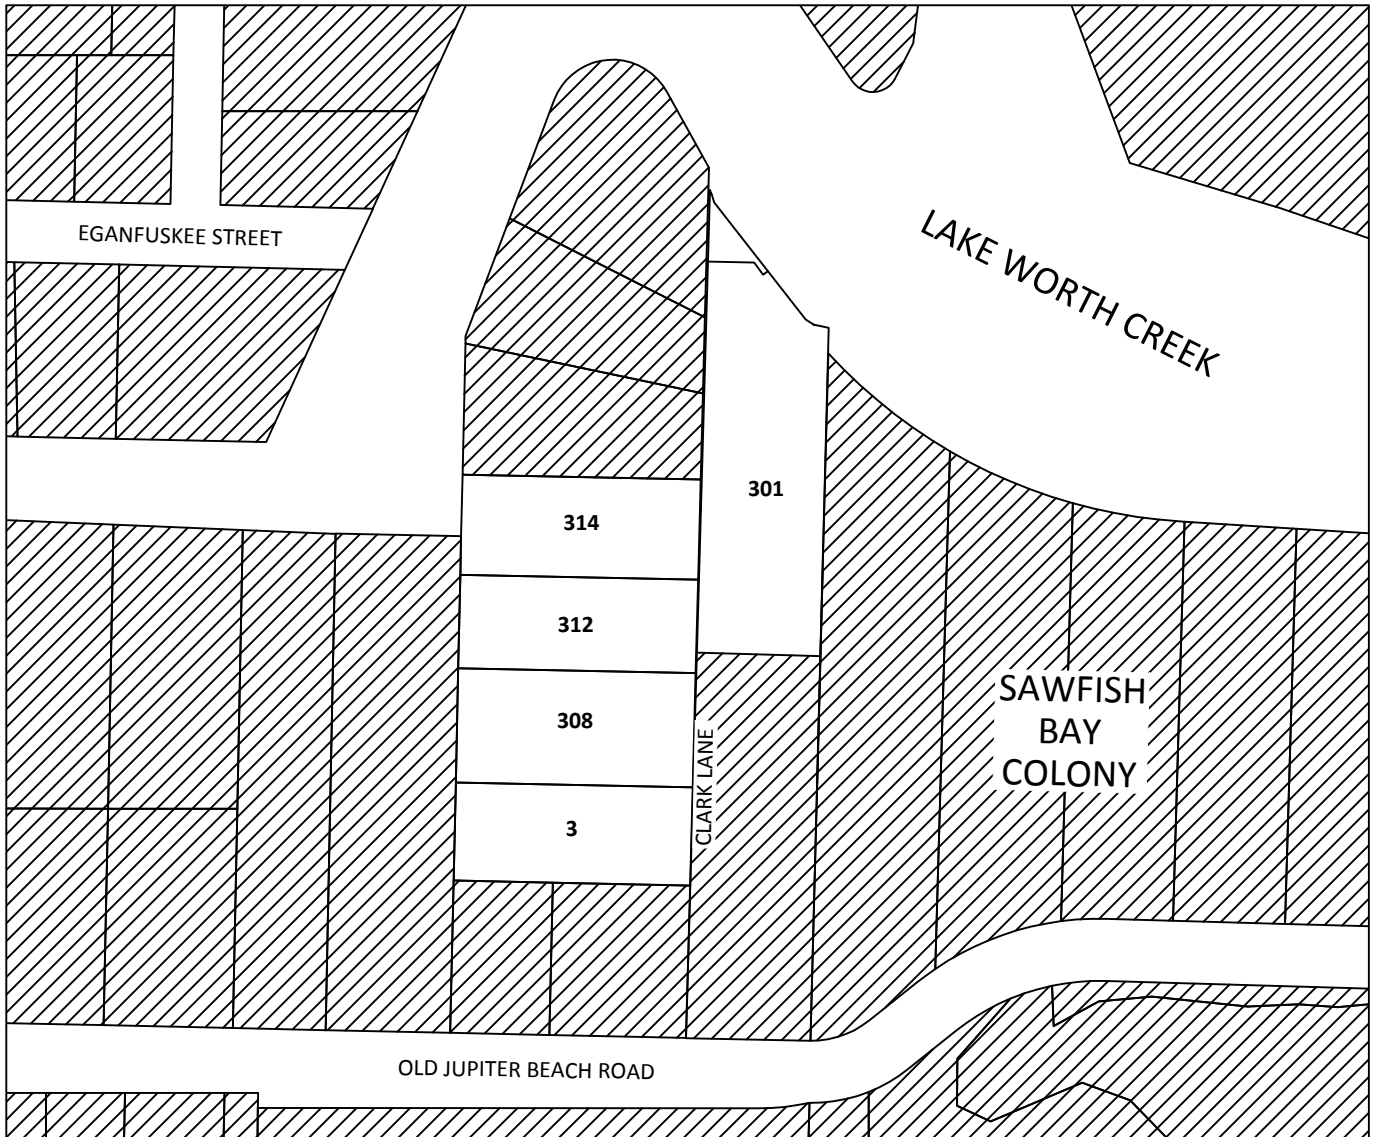 EGANFUSKEE STREET
LAKE WORTH CREEK
301
314
312
308
3
CLARK LANE
SAWFISH
BAY
COLONY
OLD JUPITER BEACH ROAD